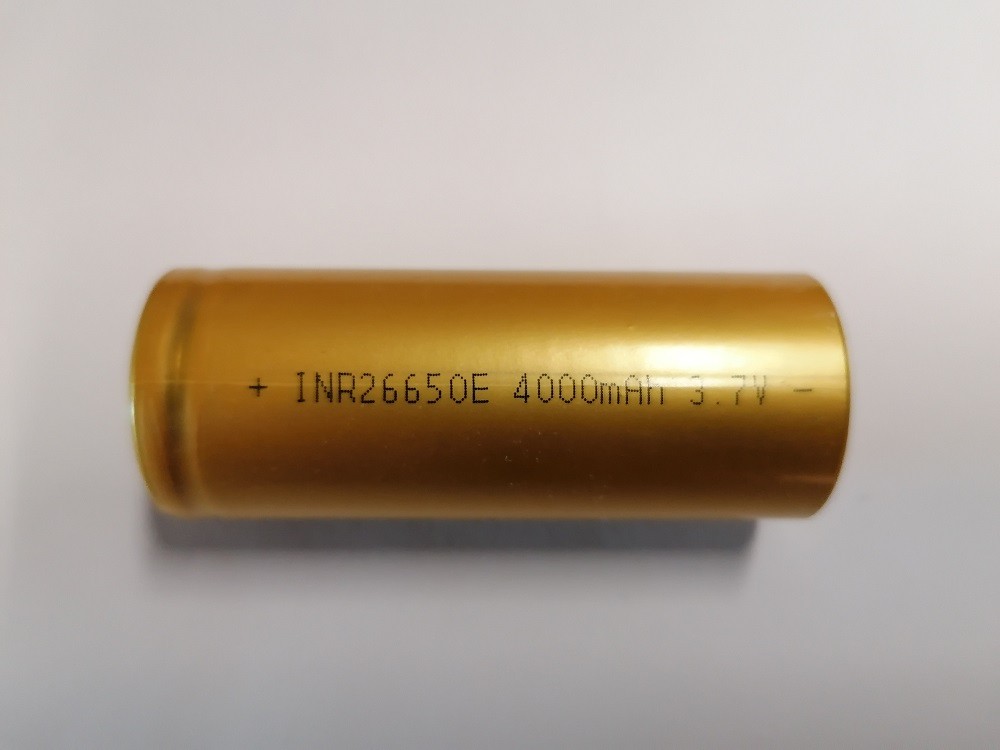 + INR26650E 4000mAh 3.7V -